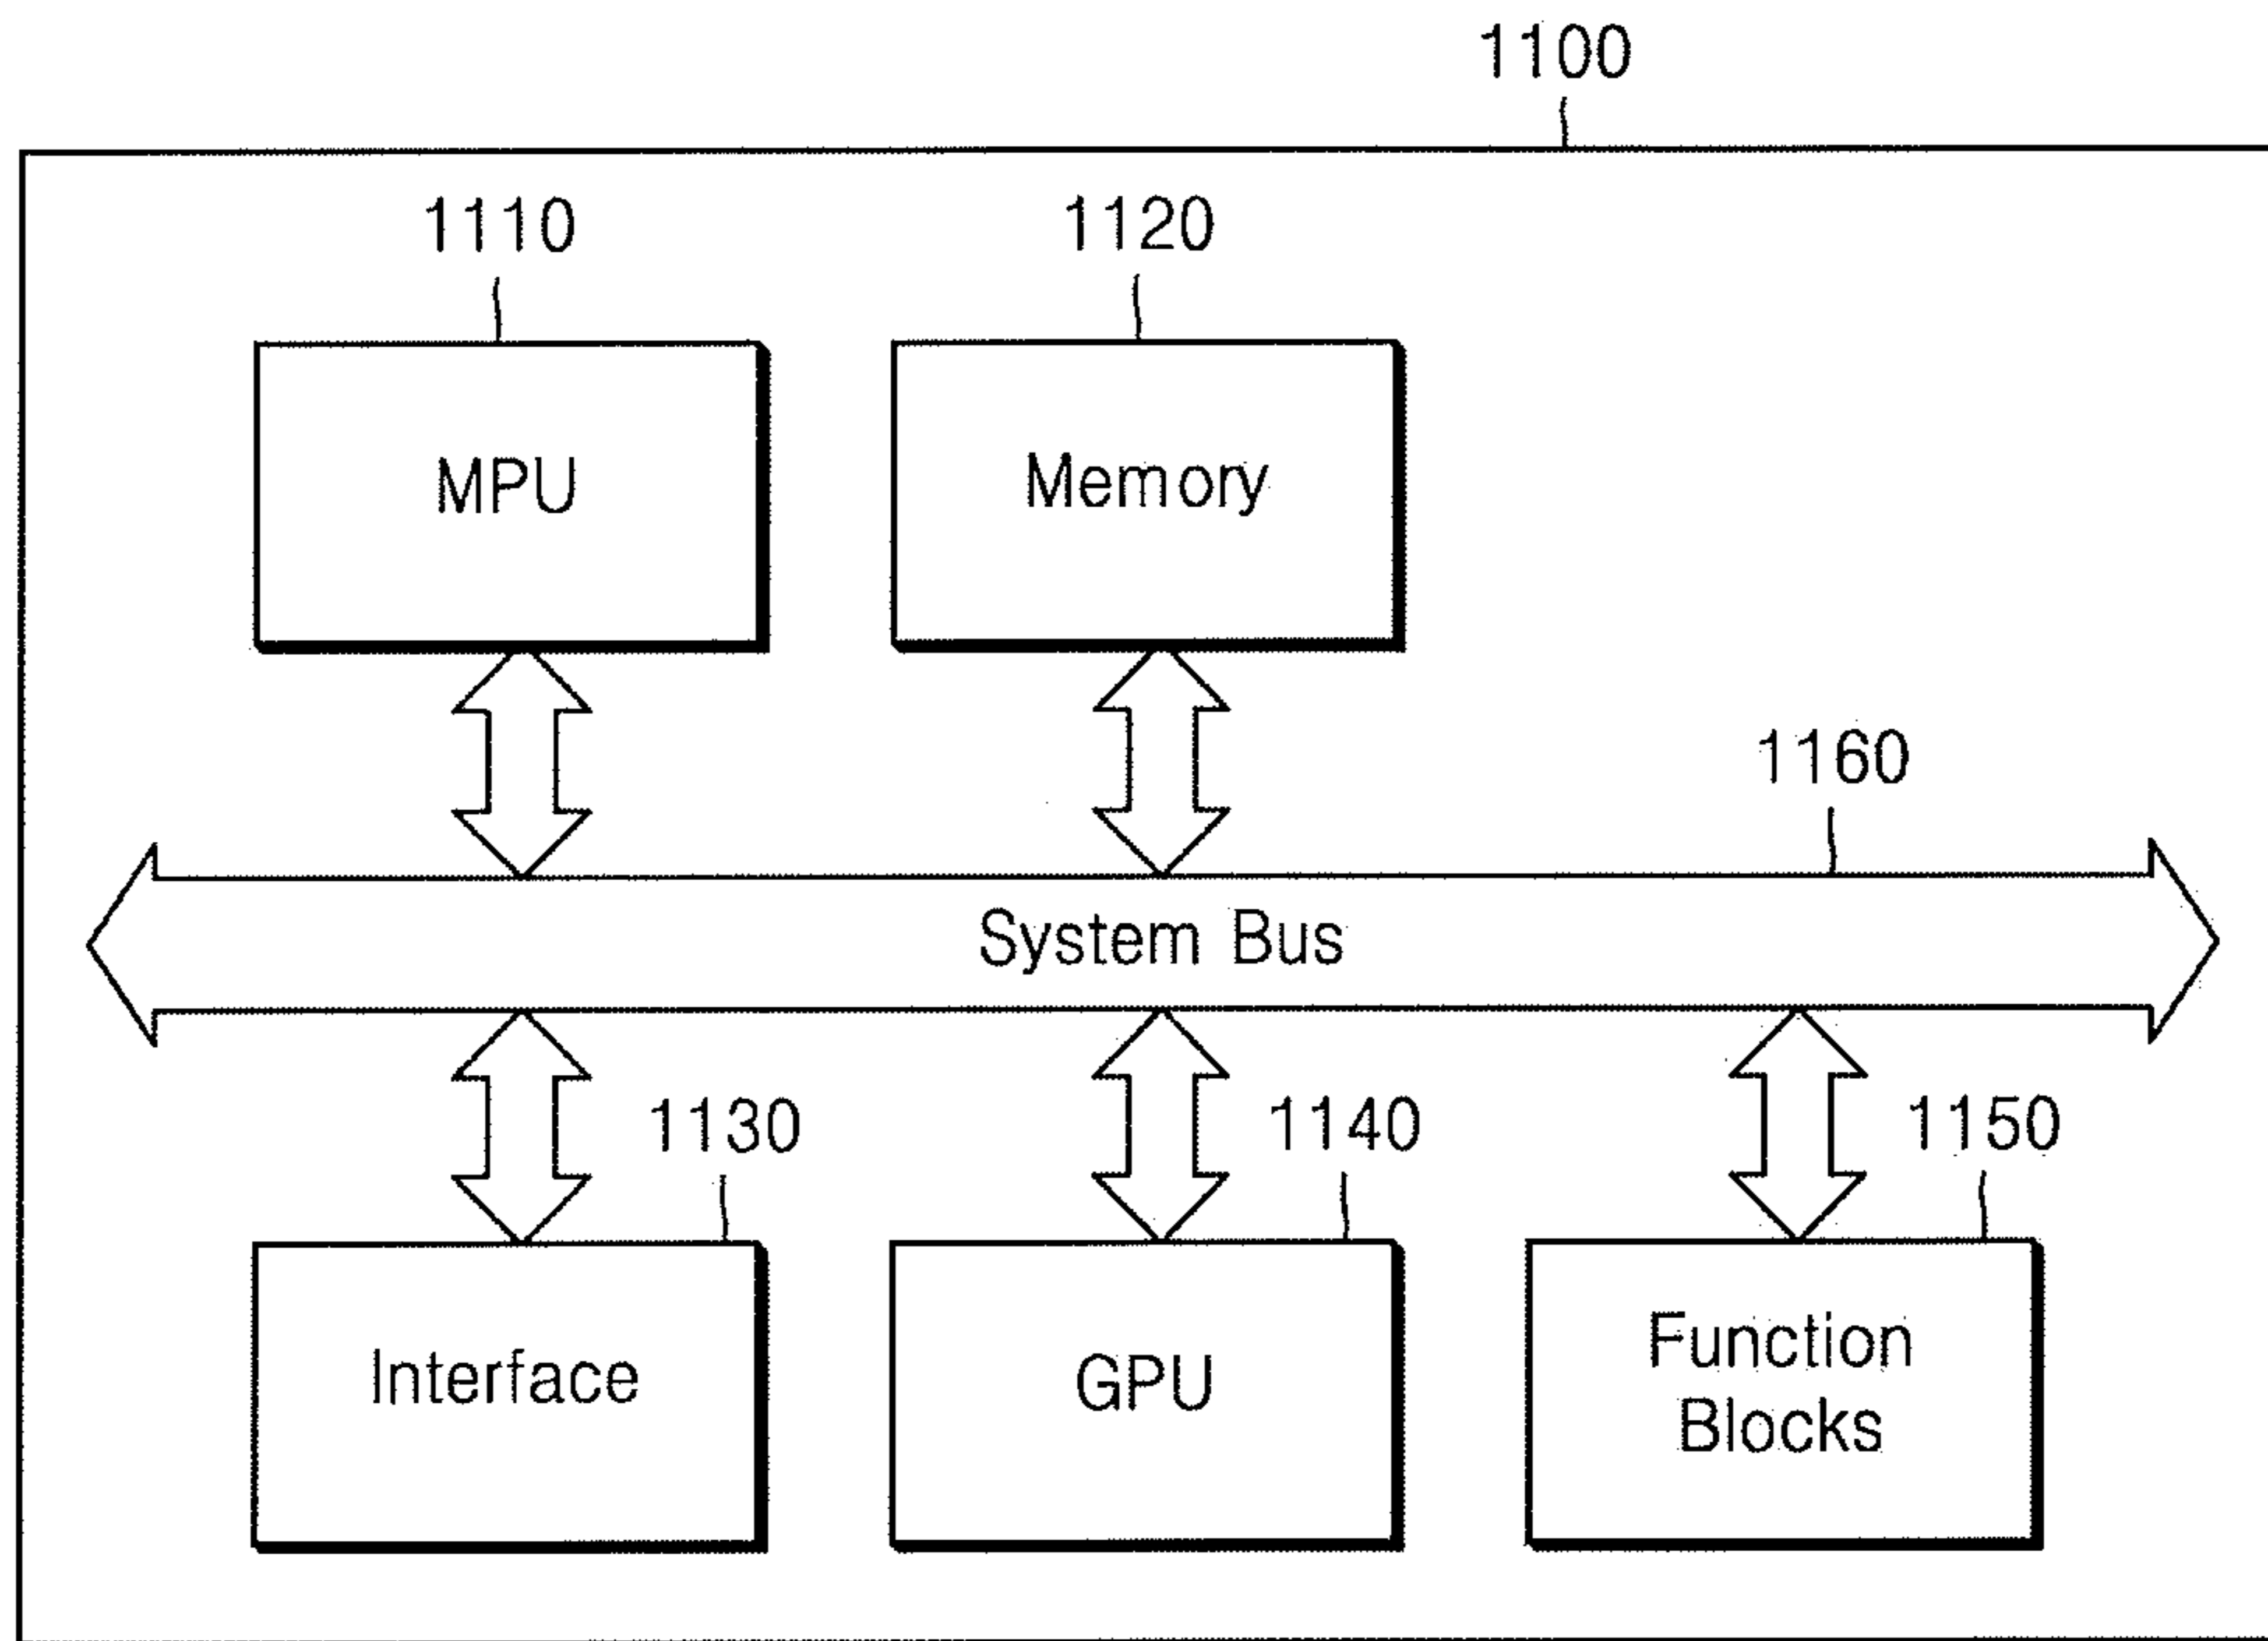 1100
1110
1120
MPU
Memory
1160
System Bus
1130
1140
1150
Interface
GPU
Function
Blocks